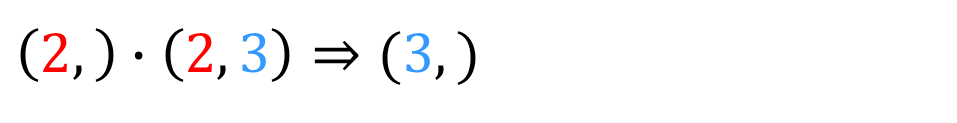 (2,) · (2, 3) ⇒ (3,)